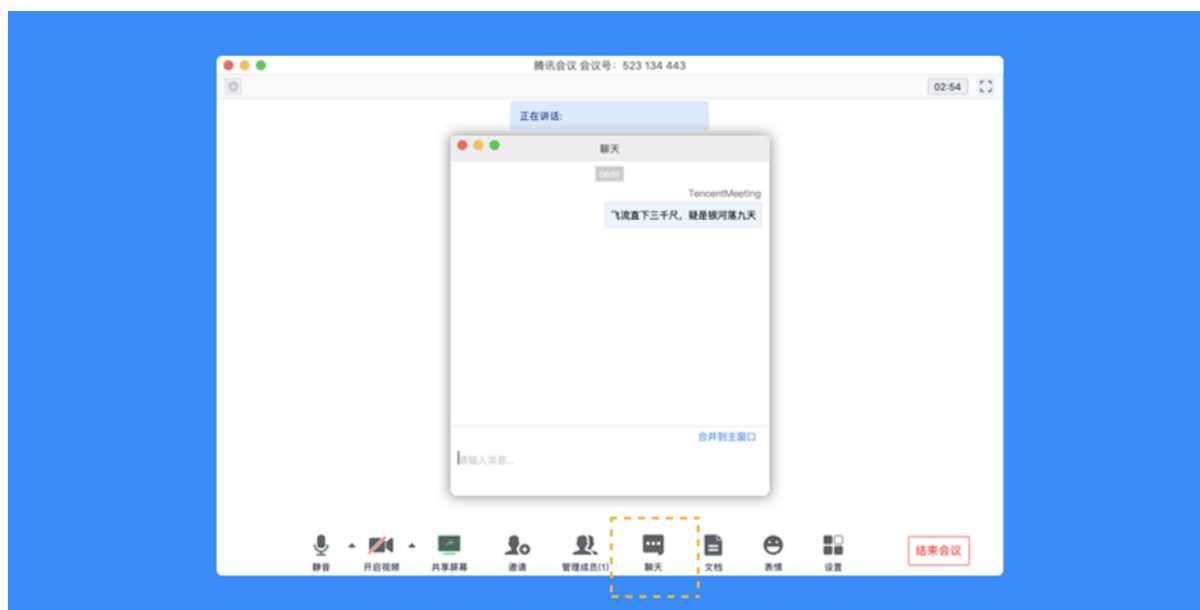 腾讯会议 会议号：523 134 443
02:54
正在讲话:
聊天
06:51
TencentMeeting
飞流直下三千尺，疑是银河落九天
合并到主窗口
请输入消息...
静音 开启视频 共享屏幕 邀请 管理成员(1) 聊天 文档 表情 设置 结束会议